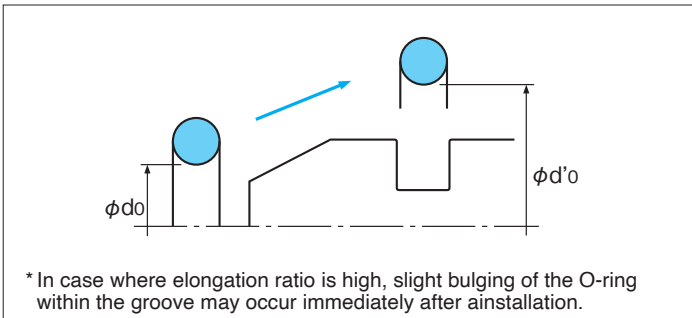 φd0
φd'0
* In case where elongation ratio is high, slight bulging of the O-ring
within the groove may occur immediately after ainstallation.